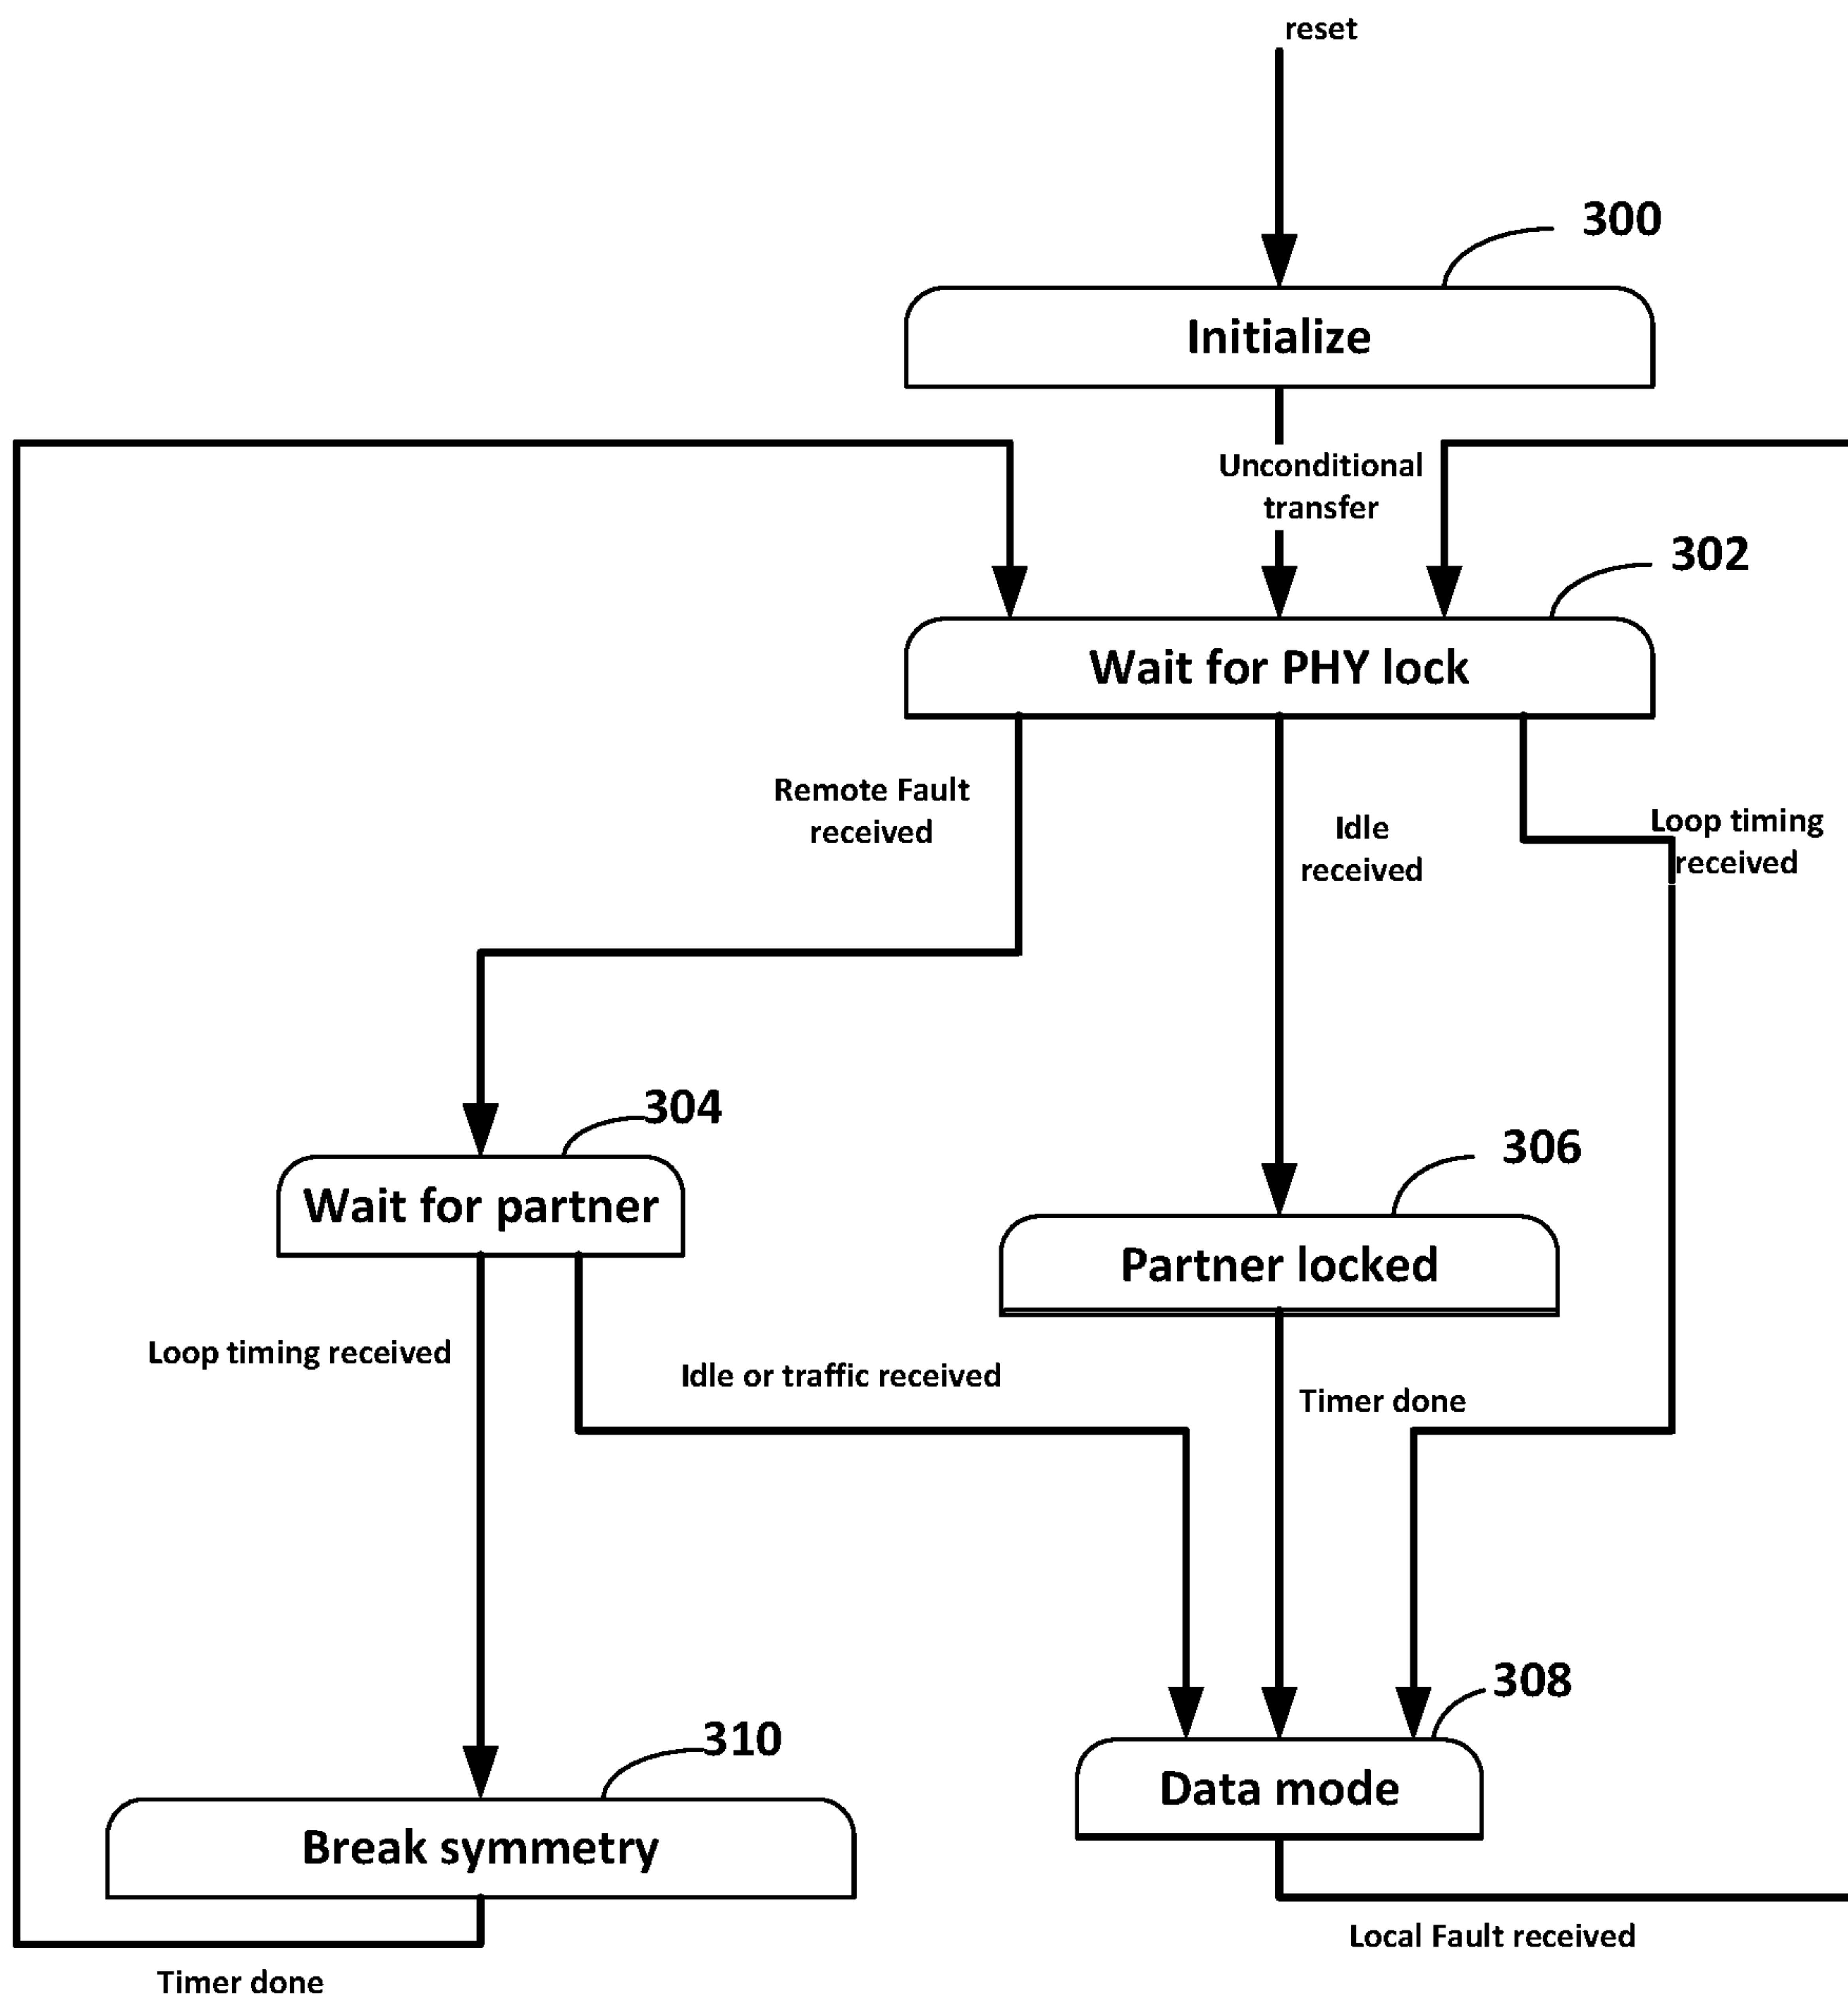 reset
300
Initialize
Unconditional
transfer
302
Wait for PHY lock
Remote Fault
received
Idle
received
Loop timing
received
304
Wait for partner
306
Partner locked
Loop timing received
Idle or traffic received
Timer done
308
Data mode
310
Break symmetry
Local Fault received
Timer done